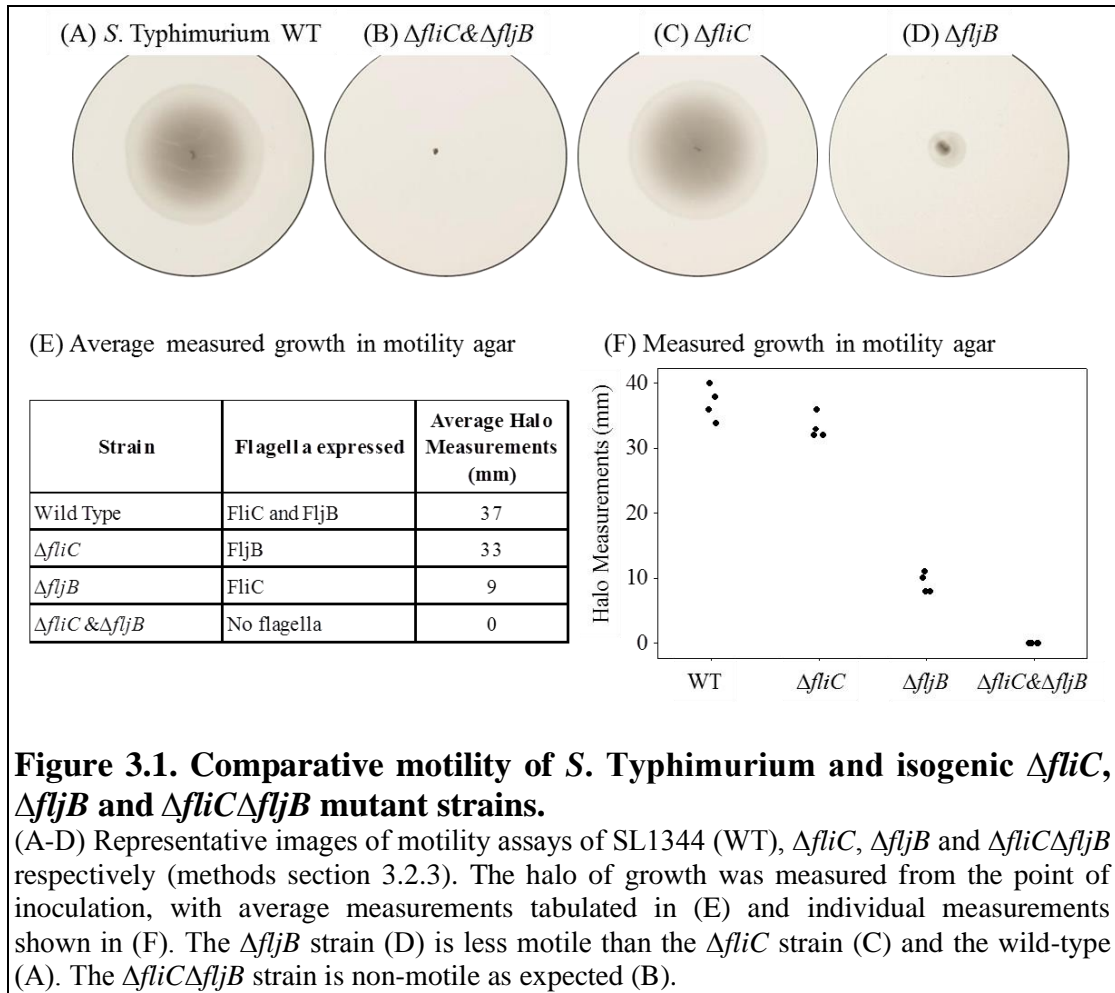 (A) S. Typhimurium WT (B) ΔfliC&ΔfljB (C) ΔfliC (D) ΔfljB
(E) Average measured growth in motility agar
Strain Flagella expressed Average Halo Measurements (mm)
Wild Type FliC and FljB 37
ΔfliC FljB 33
ΔfljB FliC 9
ΔfliC &ΔfljB No flagella 0
(F) Measured growth in motility agar
Halo Measurements (mm)
40
30
20
10
0
WT ΔfliC ΔfljB ΔfliC&ΔfljB
Figure 3.1. Comparative motility of S. Typhimurium and isogenic ΔfliC,
ΔfljB and ΔfliCΔfljB mutant strains.
(A-D) Representative images of motility assays of SL1344 (WT), ΔfliC, ΔfljB and ΔfliCΔfljB
respectively (methods section 3.2.3). The halo of growth was measured from the point of
inoculation, with average measurements tabulated in (E) and individual measurements
shown in (F). The ΔfljB strain (D) is less motile than the ΔfliC strain (C) and the wild-type
(A). The ΔfliCΔfljB strain is non-motile as expected (B).